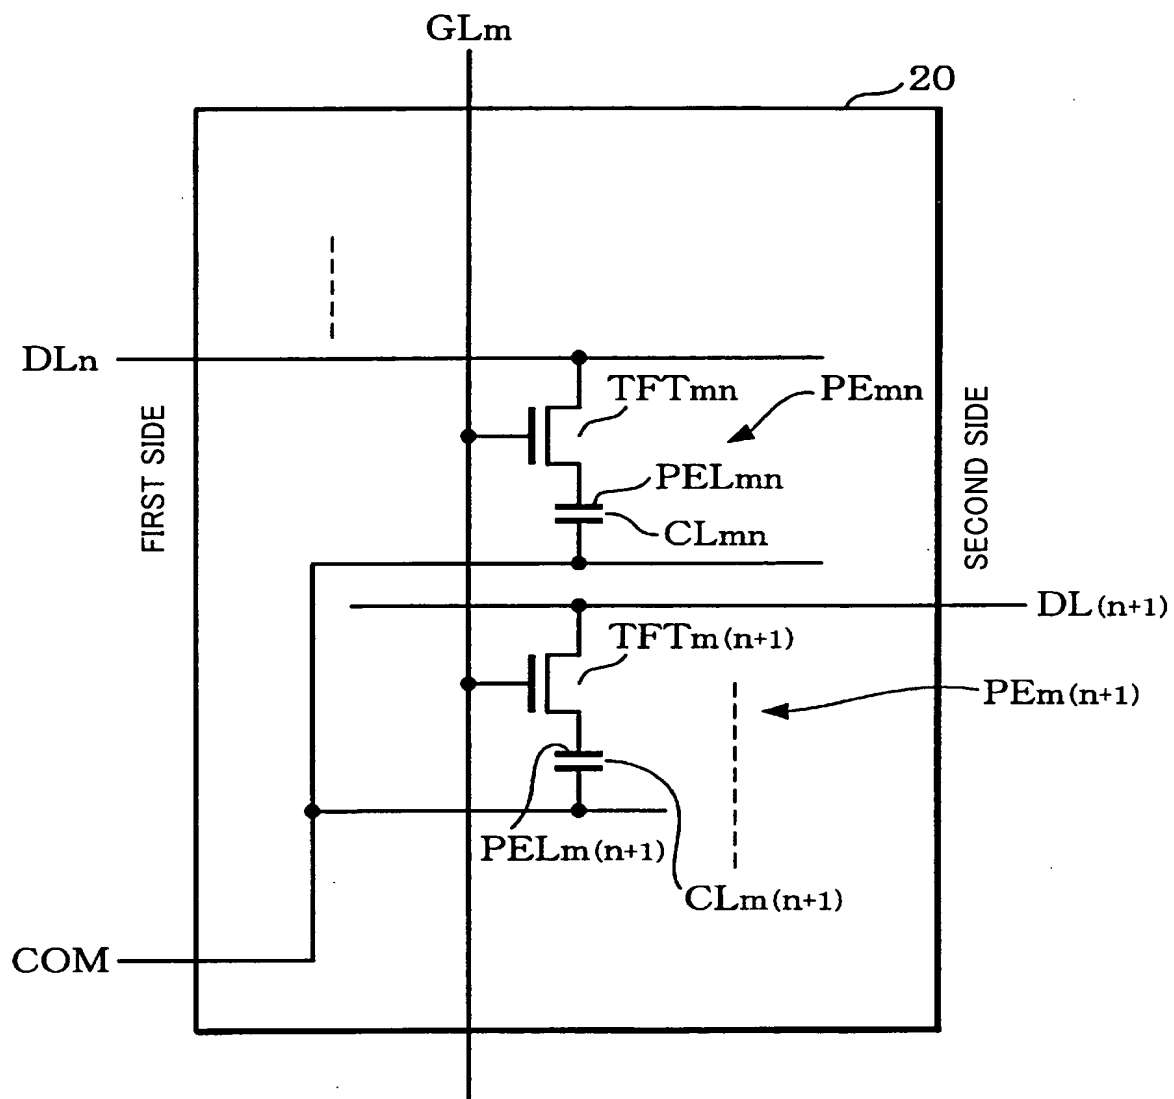 GLm
20
DLn
TFTmn
PEmn
FIRST SIDE
SECOND SIDE
PELmn
CLmn
DL(n+1)
TFTm(n+1)
PEm(n+1)
PELm(n+1)
CLm(n+1)
COM